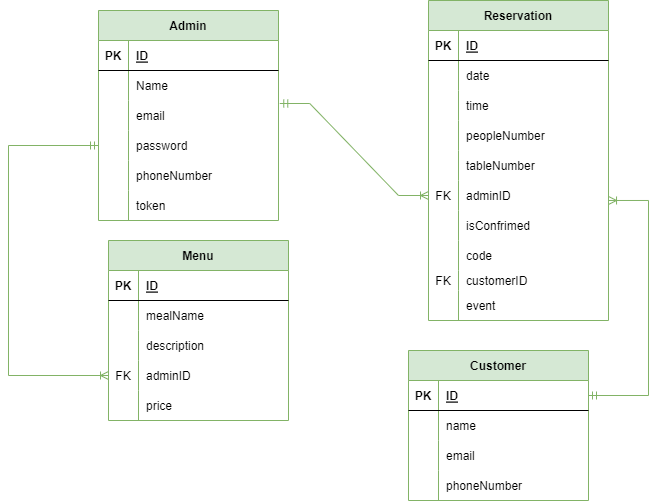 Admin
PK ID
Name
email
password
phoneNumber
token
Reservation
PK ID
date
time
peopleNumber
tableNumber
FK adminID
isConfrimed
code
FK customerID
event
Menu
PK ID
mealName
description
FK adminID
price
Customer
PK ID
name
email
phoneNumber